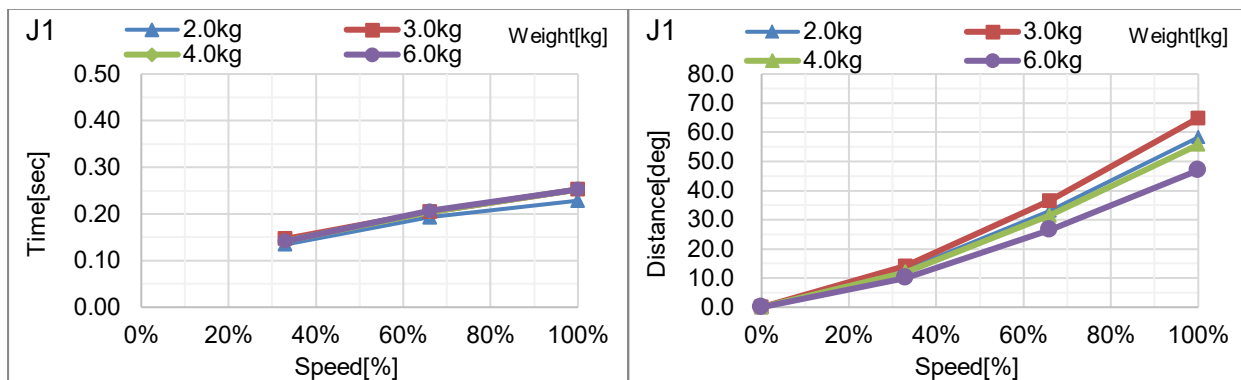 J1
2.0kg 3.0kg
4.0kg 6.0kg
Weight[kg]
0.50
0.40
0.30
0.20
0.10
0.00
Time[sec]
0% 20% 40% 60% 80% 100%
Speed[%]
J1
2.0kg 3.0kg
4.0kg 6.0kg
Weight[kg]
80.0
70.0
60.0
50.0
40.0
30.0
20.0
10.0
0.0
Distance[deg]
0% 20% 40% 60% 80% 100%
Speed[%]